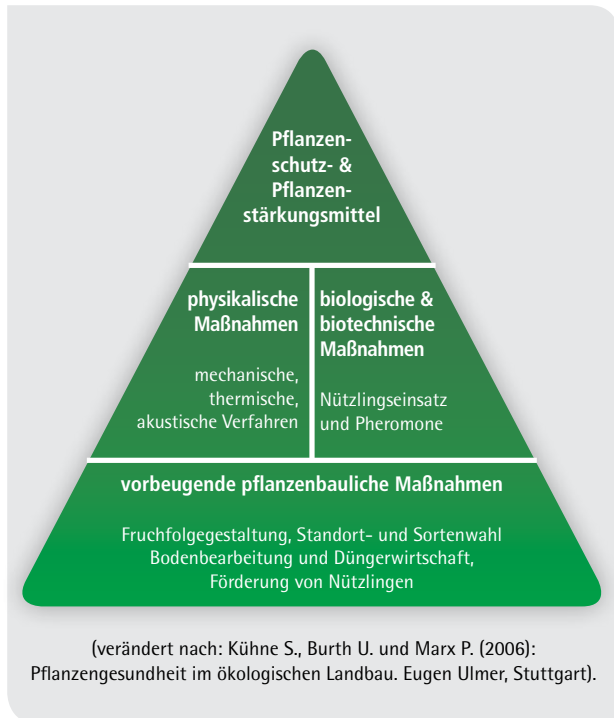 Pflanzen-
schutz- &
Pflanzen-
stärkungsmittel
physikalische
Maßnahmen
mechanische,
thermische,
akustische Verfahren
biologische &
biotechnische
Maßnahmen
Nützlingseinsatz
und Pheromone
vorbeugende pflanzenbauliche Maßnahmen
Fruchfolgegestaltung, Standort- und Sortenwahl
Bodenbearbeitung und Düngerwirtschaft,
Förderung von Nützlingen
(verändert nach: Kühne S., Burth U. und Marx P. (2006):
Pflanzengesundheit im ökologischen Landbau. Eugen Ulmer, Stuttgart).